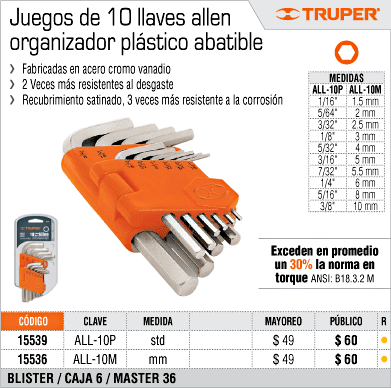 Juegos de 10 llaves allen
organizador plástico abatible
TRUPER
› Fabricadas en acero cromo vanadio
› 2 Veces más resistentes al desgaste
› Recubrimiento satinado, 3 veces más resistente a la corrosión
MEDIDAS
ALL-10P ALL-10M
1/16" 1.5 mm
5/64" 2 mm
3/32" 2.5 mm
1/8" 3 mm
5/32" 4 mm
3/16" 5 mm
7/32" 5.5 mm
1/4" 6 mm
5/16" 8 mm
3/8" 10 mm
TRUPER
Exceden en promedio
un 30% la norma en
torque ANSI: B18.3.2 M
CÓDIGO CLAVE MEDIDA MAYOREO PÚBLICO R
15539 ALL-10P std $ 49 $ 60
15536 ALL-10M mm $ 49 $ 60
BLISTER / CAJA 6 / MASTER 36